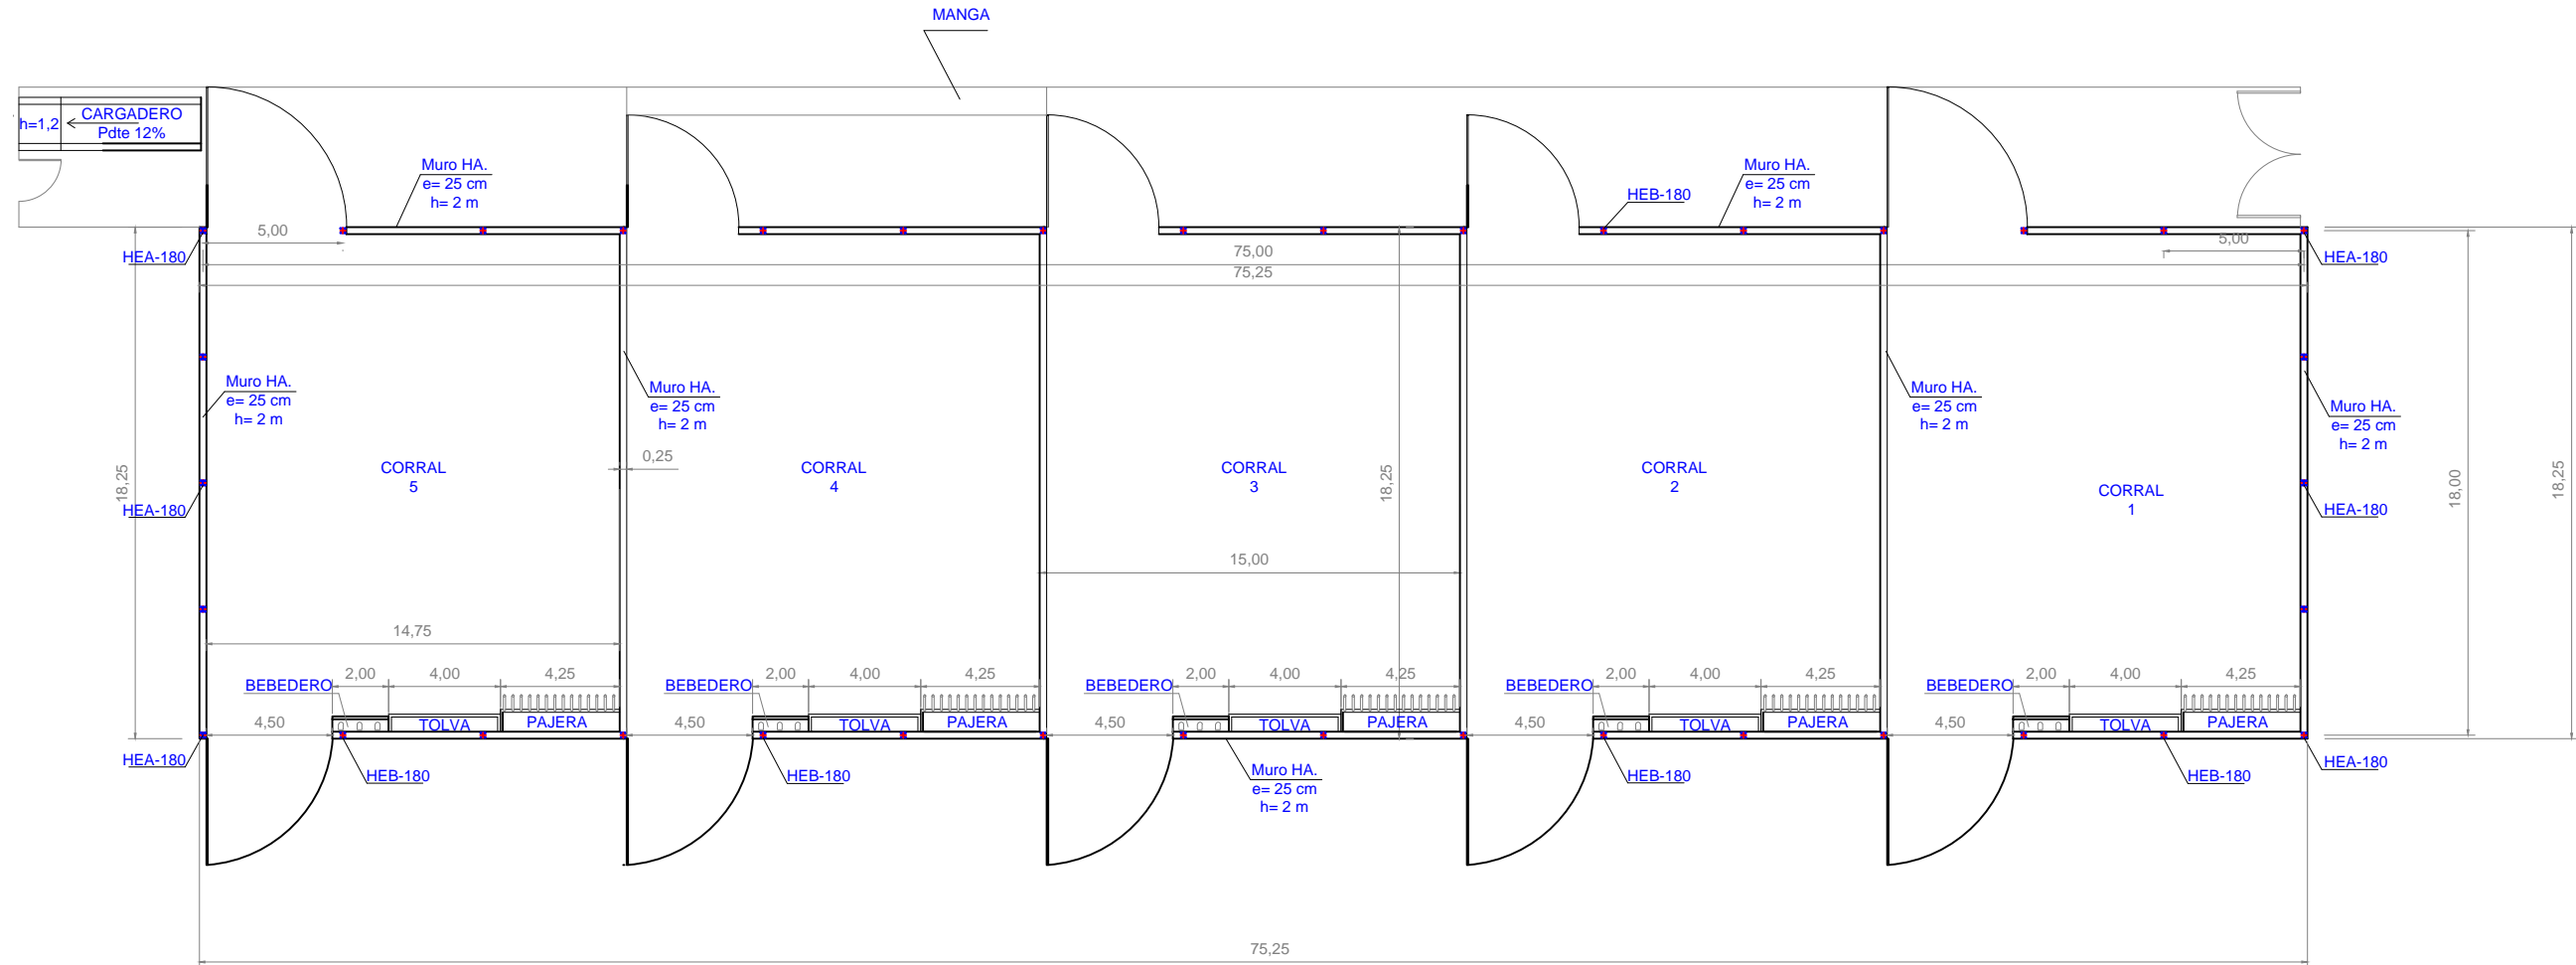 MANGA
CARGADERO
h=1,2
Pdte 12%
Muro HA.
e= 25 cm
h= 2 m
HEB-180
Muro HA.
e= 25 cm
h= 2 m
5,00
5,00
HEA-180
75,00
HEA-180
75,25
Muro HA.
e= 25 cm
h= 2 m
Muro HA.
e= 25 cm
h= 2 m
Muro HA.
e= 25 cm
h= 2 m
Muro HA.
e= 25 cm
h= 2 m
0,25
CORRAL
5
CORRAL
4
CORRAL
3
CORRAL
2
CORRAL
1
18,25
18,25
18,00
18,25
HEA-180
HEA-180
15,00
14,75
2,00 4,00 4,25
2,00 4,00 4,25
2,00 4,00 4,25
2,00 4,00 4,25
2,00 4,00 4,25
BEBEDERO
BEBEDERO
BEBEDERO
BEBEDERO
BEBEDERO
4,50 TOLVA PAJERA
4,50 TOLVA PAJERA
4,50 TOLVA PAJERA
4,50 TOLVA PAJERA
4,50 TOLVA PAJERA
HEA-180
HEB-180
HEB-180
Muro HA.
e= 25 cm
h= 2 m
HEB-180
HEB-180
HEA-180
75,25